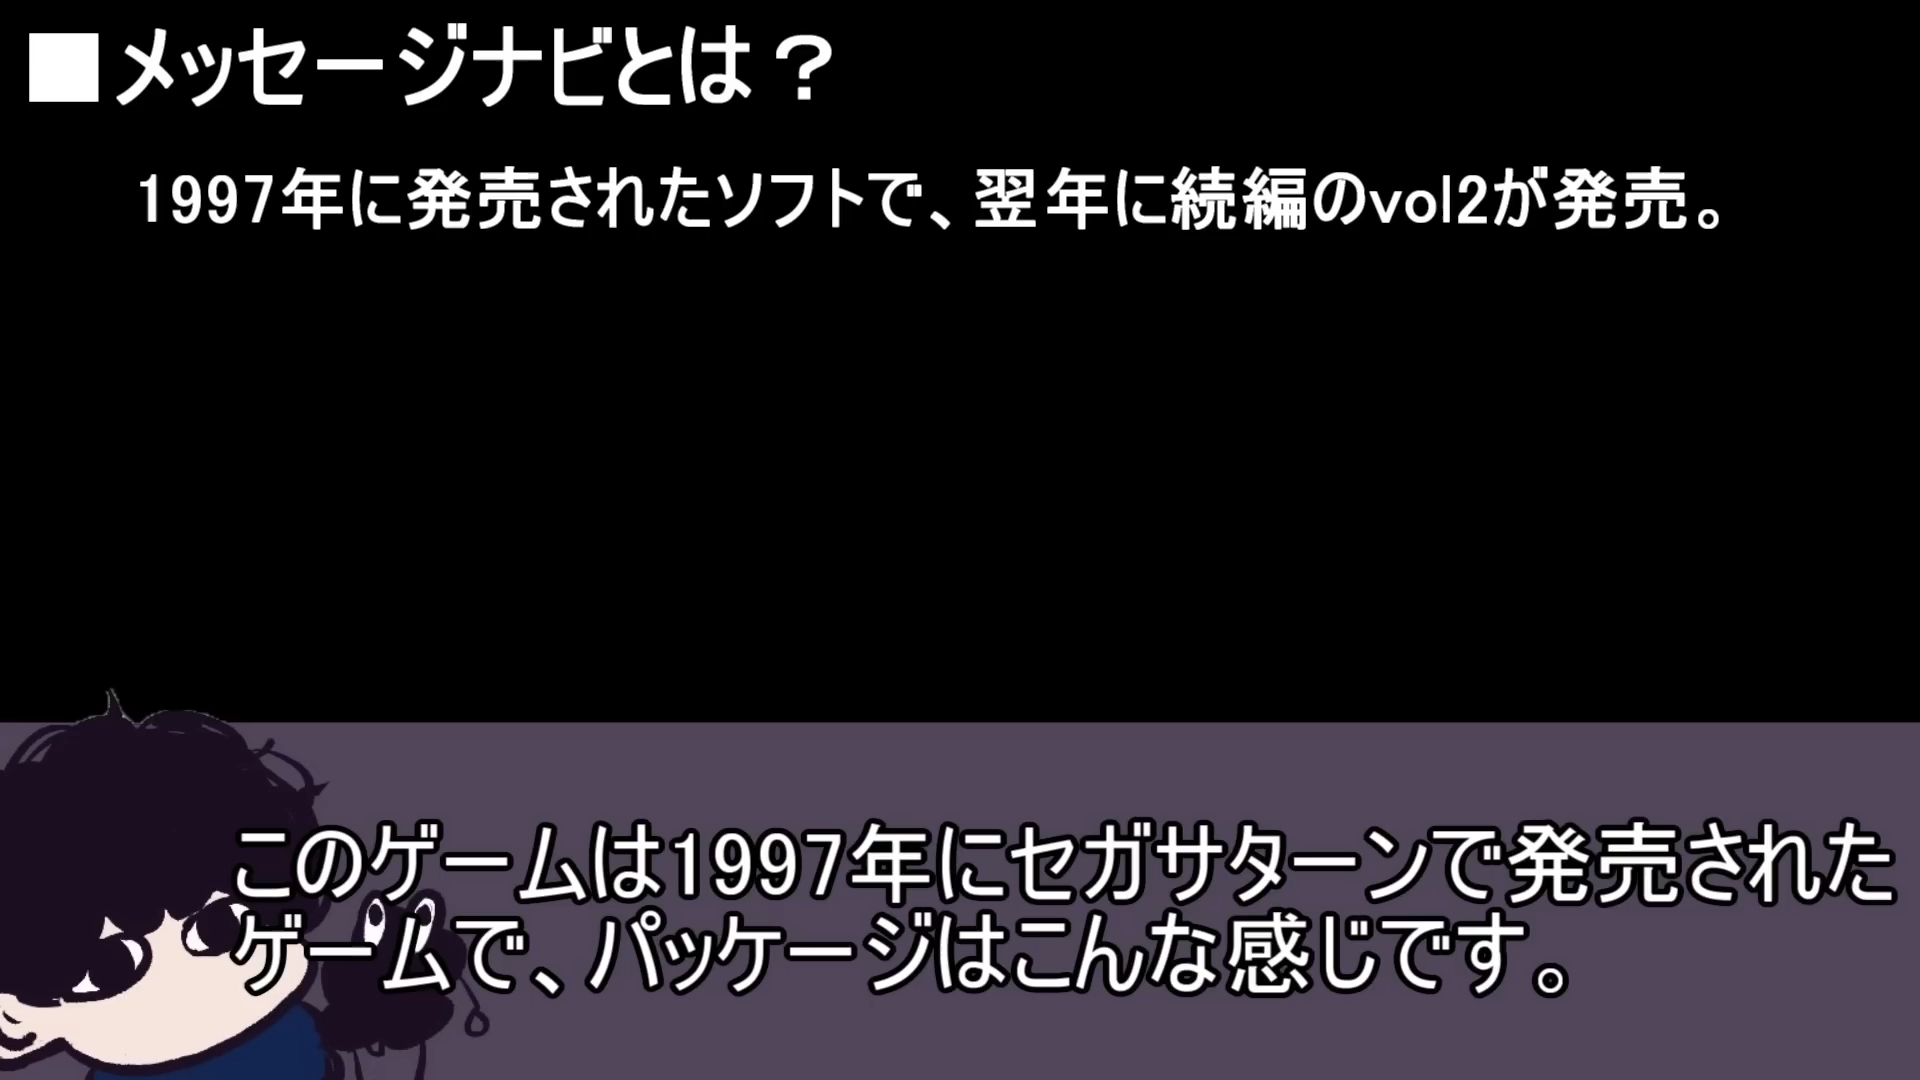 ■メッセージナビとは？
1997年に発売されたソフトで、翌年に続編のvol2が発売。
このゲームは1997年にセガサターンで発売された
ゲームで、パッケージはこんな感じです。